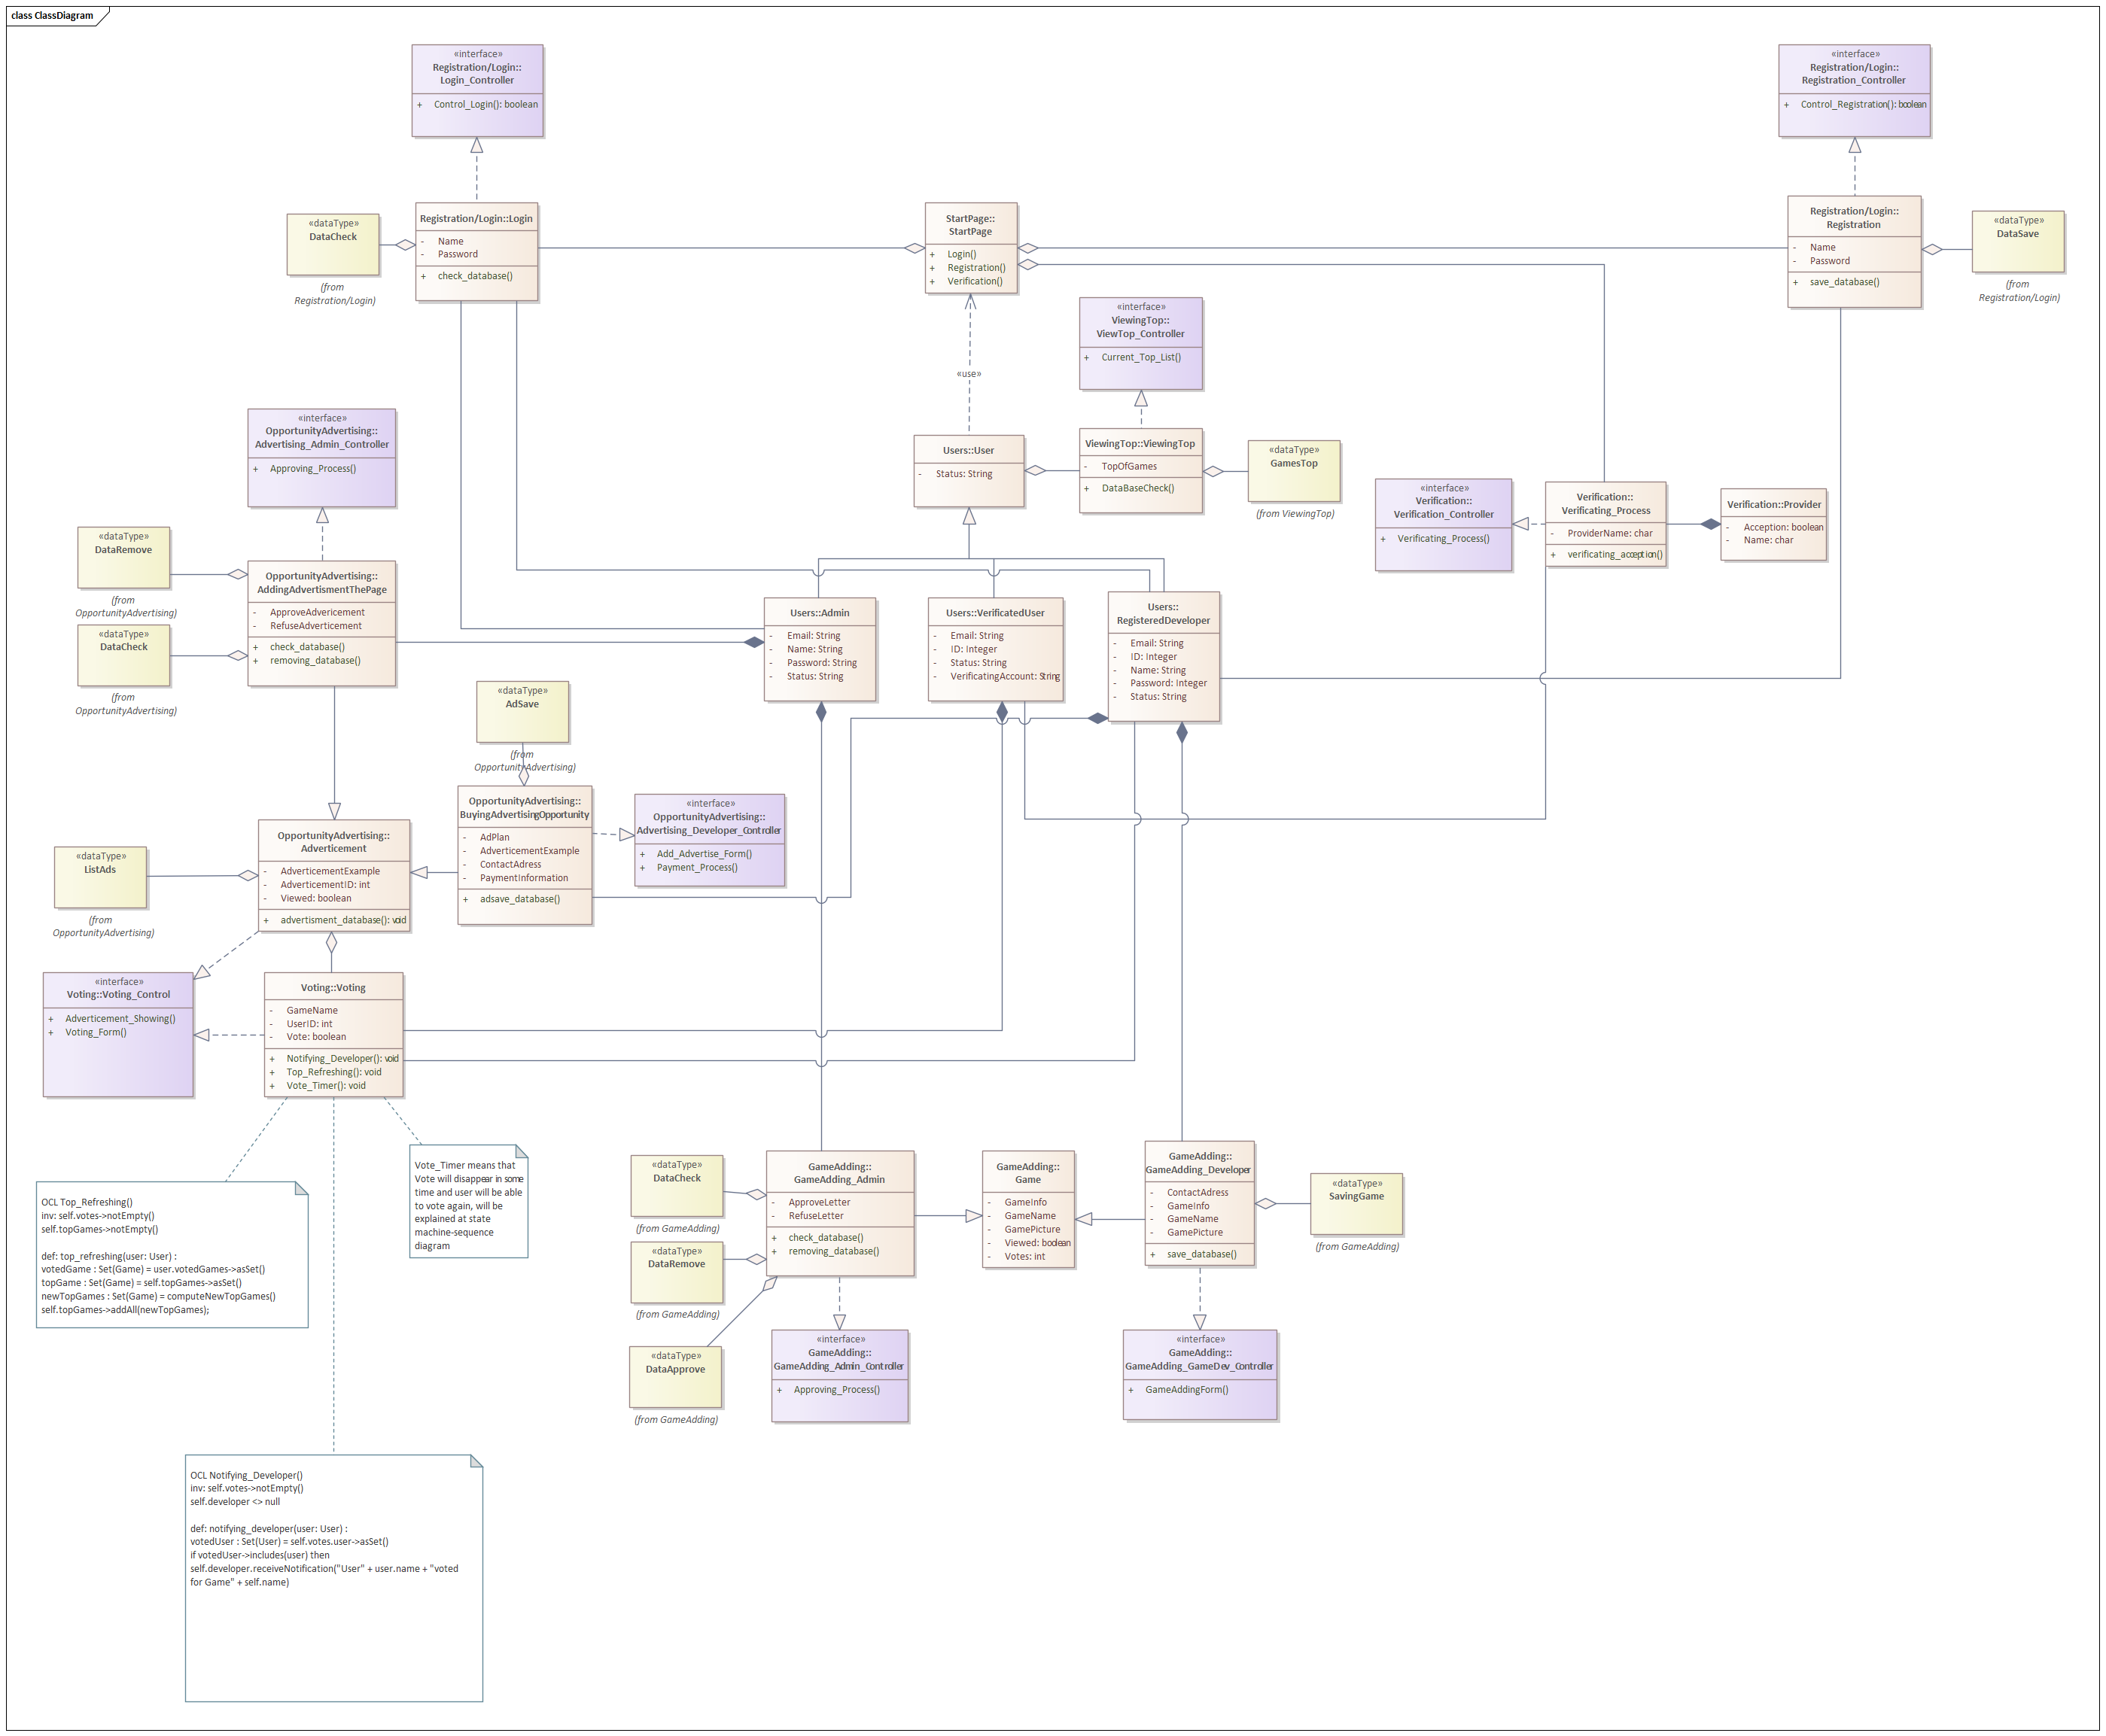 class ClassDiagram
«interface»
Registration/Login::
Login_Controller
+ Control_Login(): boolean
«interface»
Registration/Login::
Registration_Controller
+ Control_Registration(): boolean
«dataType»
DataCheck
(from
Registration/Login)
Registration/Login::Login
- Name
- Password
+ check_database()
StartPage::
StartPage
+ Login()
+ Registration()
+ Verification()
Registration/Login::
Registration
- Name
- Password
+ save_database()
«dataType»
DataSave
(from
Registration/Login)
«use»
«interface»
ViewingTop::
ViewTop_Controller
+ Current_Top_List()
«interface»
OpportunityAdvertising::
Advertising_Admin_Controller
+ Approving_Process()
Users::User
- Status: String
ViewingTop::ViewingTop
- TopOfGames
+ DataBaseCheck()
«dataType»
GamesTop
(from ViewingTop)
«interface»
Verification::
Verification_Controller
+ Verificating_Process()
Verification::
Verificating_Process
- ProviderName: char
+ verificating_acception()
Verification::Provider
- Acception: boolean
- Name: char
«dataType»
DataRemove
(from
OpportunityAdvertising)
«dataType»
DataCheck
(from
OpportunityAdvertising)
OpportunityAdvertising::
AddingAdvertismentThePage
- ApproveAdvericement
- RefuseAdverticement
+ check_database()
+ removing_database()
Users::Admin
- Email: String
- Name: String
- Password: String
- Status: String
Users::VerificatedUser
- Email: String
- ID: Integer
- Status: String
- VerificatingAccount: String
Users::
RegisteredDeveloper
- Email: String
- ID: Integer
- Name: String
- Password: Integer
- Status: String
«dataType»
AdSave
(from
OpportunityAdvertising)
«dataType»
ListAds
(from
OpportunityAdvertising)
OpportunityAdvertising::
Adverticement
- AdverticementExample
- AdverticementID: int
- Viewed: boolean
+ advertisment_database(): void
OpportunityAdvertising::
BuyingAdvertisingOpportunity
- AdPlan
- AdverticementExample
- ContactAdress
- PaymentInformation
+ adsave_database()
«interface»
OpportunityAdvertising::
Advertising_Developer_Controller
+ Add_Advertise_Form()
+ Payment_Process()
«interface»
Voting::Voting_Control
+ Adverticement_Showing()
+ Voting_Form()
Voting::Voting
- GameName
- UserID: int
- Vote: boolean
+ Notifying_Developer(): void
+ Top_Refreshing(): void
+ Vote_Timer(): void
OCL Top_Refreshing()
inv: self.votes->notEmpty()
self.topGames->notEmpty()
def: top_refreshing(user: User) :
votedGame : Set(Game) = user.votedGames->asSet()
topGame : Set(Game) = self.topGames->asSet()
newTopGames : Set(Game) = computeNewTopGames()
self.topGames->addAll(newTopGames);
Vote_Timer means that
Vote will disappear in some
time and user will be able
to vote again, will be
explained at state
machine-sequence
diagram
«dataType»
DataCheck
(from GameAdding)
«dataType»
DataRemove
(from GameAdding)
«dataType»
DataApprove
(from GameAdding)
GameAdding::
GameAdding_Admin
- ApproveLetter
- RefuseLetter
+ check_database()
+ removing_database()
GameAdding::
Game
- GameInfo
- GameName
- GamePicture
- Viewed: boolean
- Votes: int
GameAdding::
GameAdding_Developer
- ContactAdress
- GameInfo
- GameName
- GamePicture
+ save_database()
«dataType»
SavingGame
(from GameAdding)
«interface»
GameAdding::
GameAdding_Admin_Controller
+ Approving_Process()
«interface»
GameAdding::
GameAdding_GameDev_Controller
+ GameAddingForm()
OCL Notifying_Developer()
inv: self.votes->notEmpty()
self.developer <> null
def: notifying_developer(user: User) :
votedUser : Set(User) = self.votes.user->asSet()
if votedUser->includes(user) then
self.developer.receiveNotification("User" + user.name + "voted
for Game" + self.name)